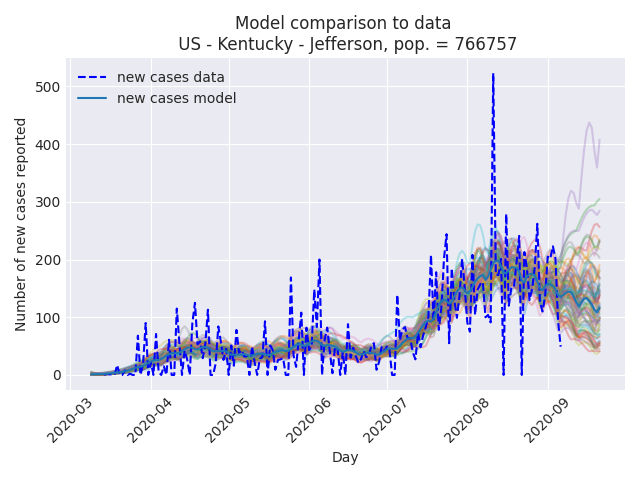 Model comparison to data
US - Kentucky - Jefferson, pop. = 766757
new cases data
new cases model
Number of new cases reported
500
400
300
200
100
0
2020-03
2020-04
2020-05
2020-06
2020-07
2020-08
2020-09
Day